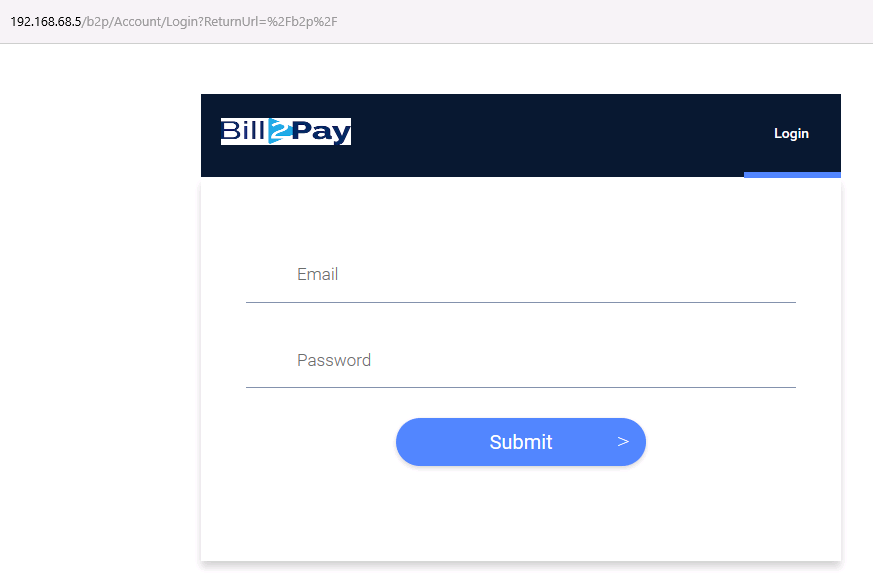 192.168.68.5/b2p/Account/Login?ReturnUrl=%2Fb2p%2F
Bill2Pay
Login
Email
Password
Submit >